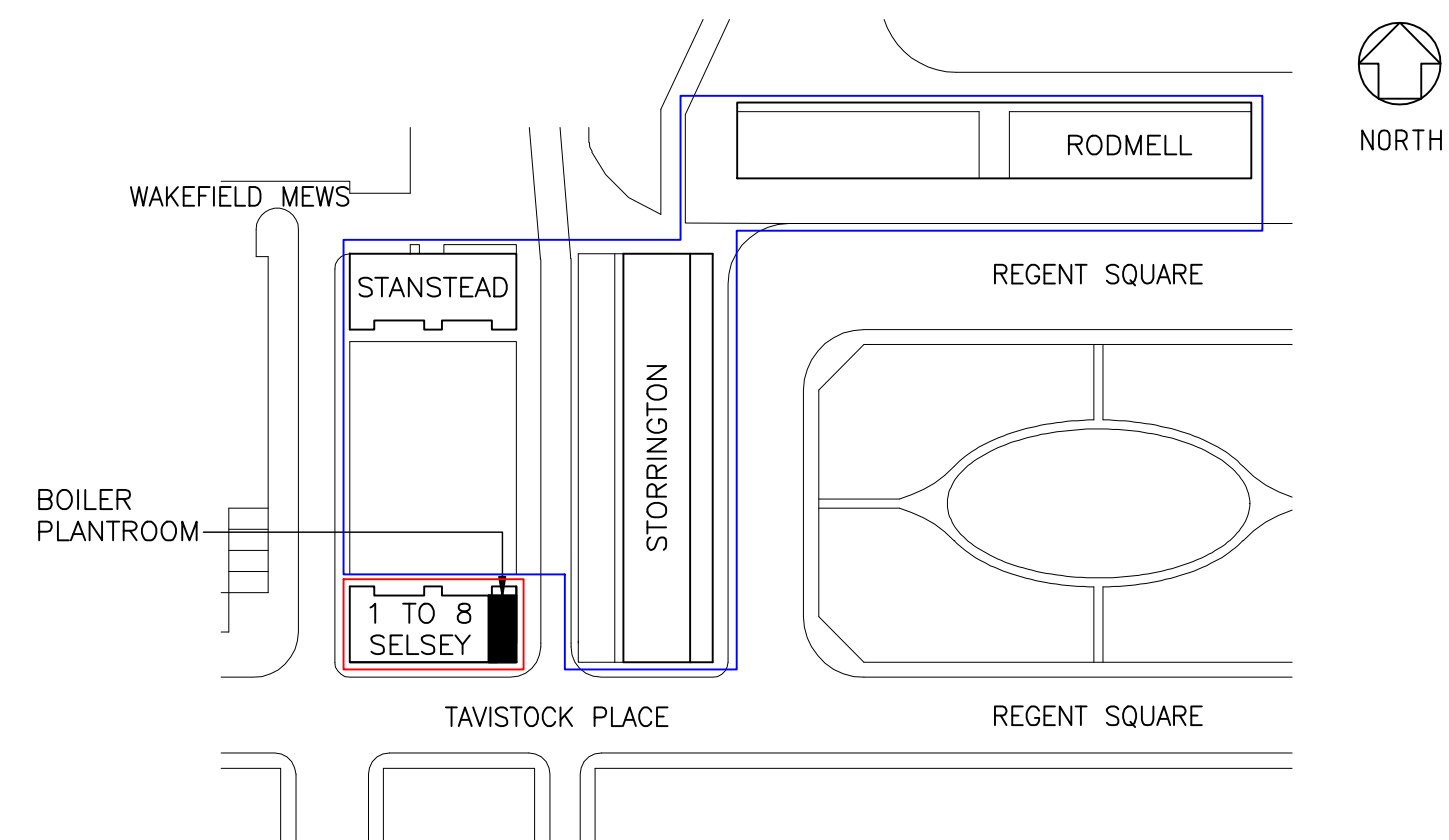 NORTH
RODMELL
WAKEFIELD MEWS
STANSTEAD
REGENT SQUARE
STORRINGTON
BOILER
PLANTROOM
1 TO 8
SELSEY
TAVISTOCK PLACE
REGENT SQUARE